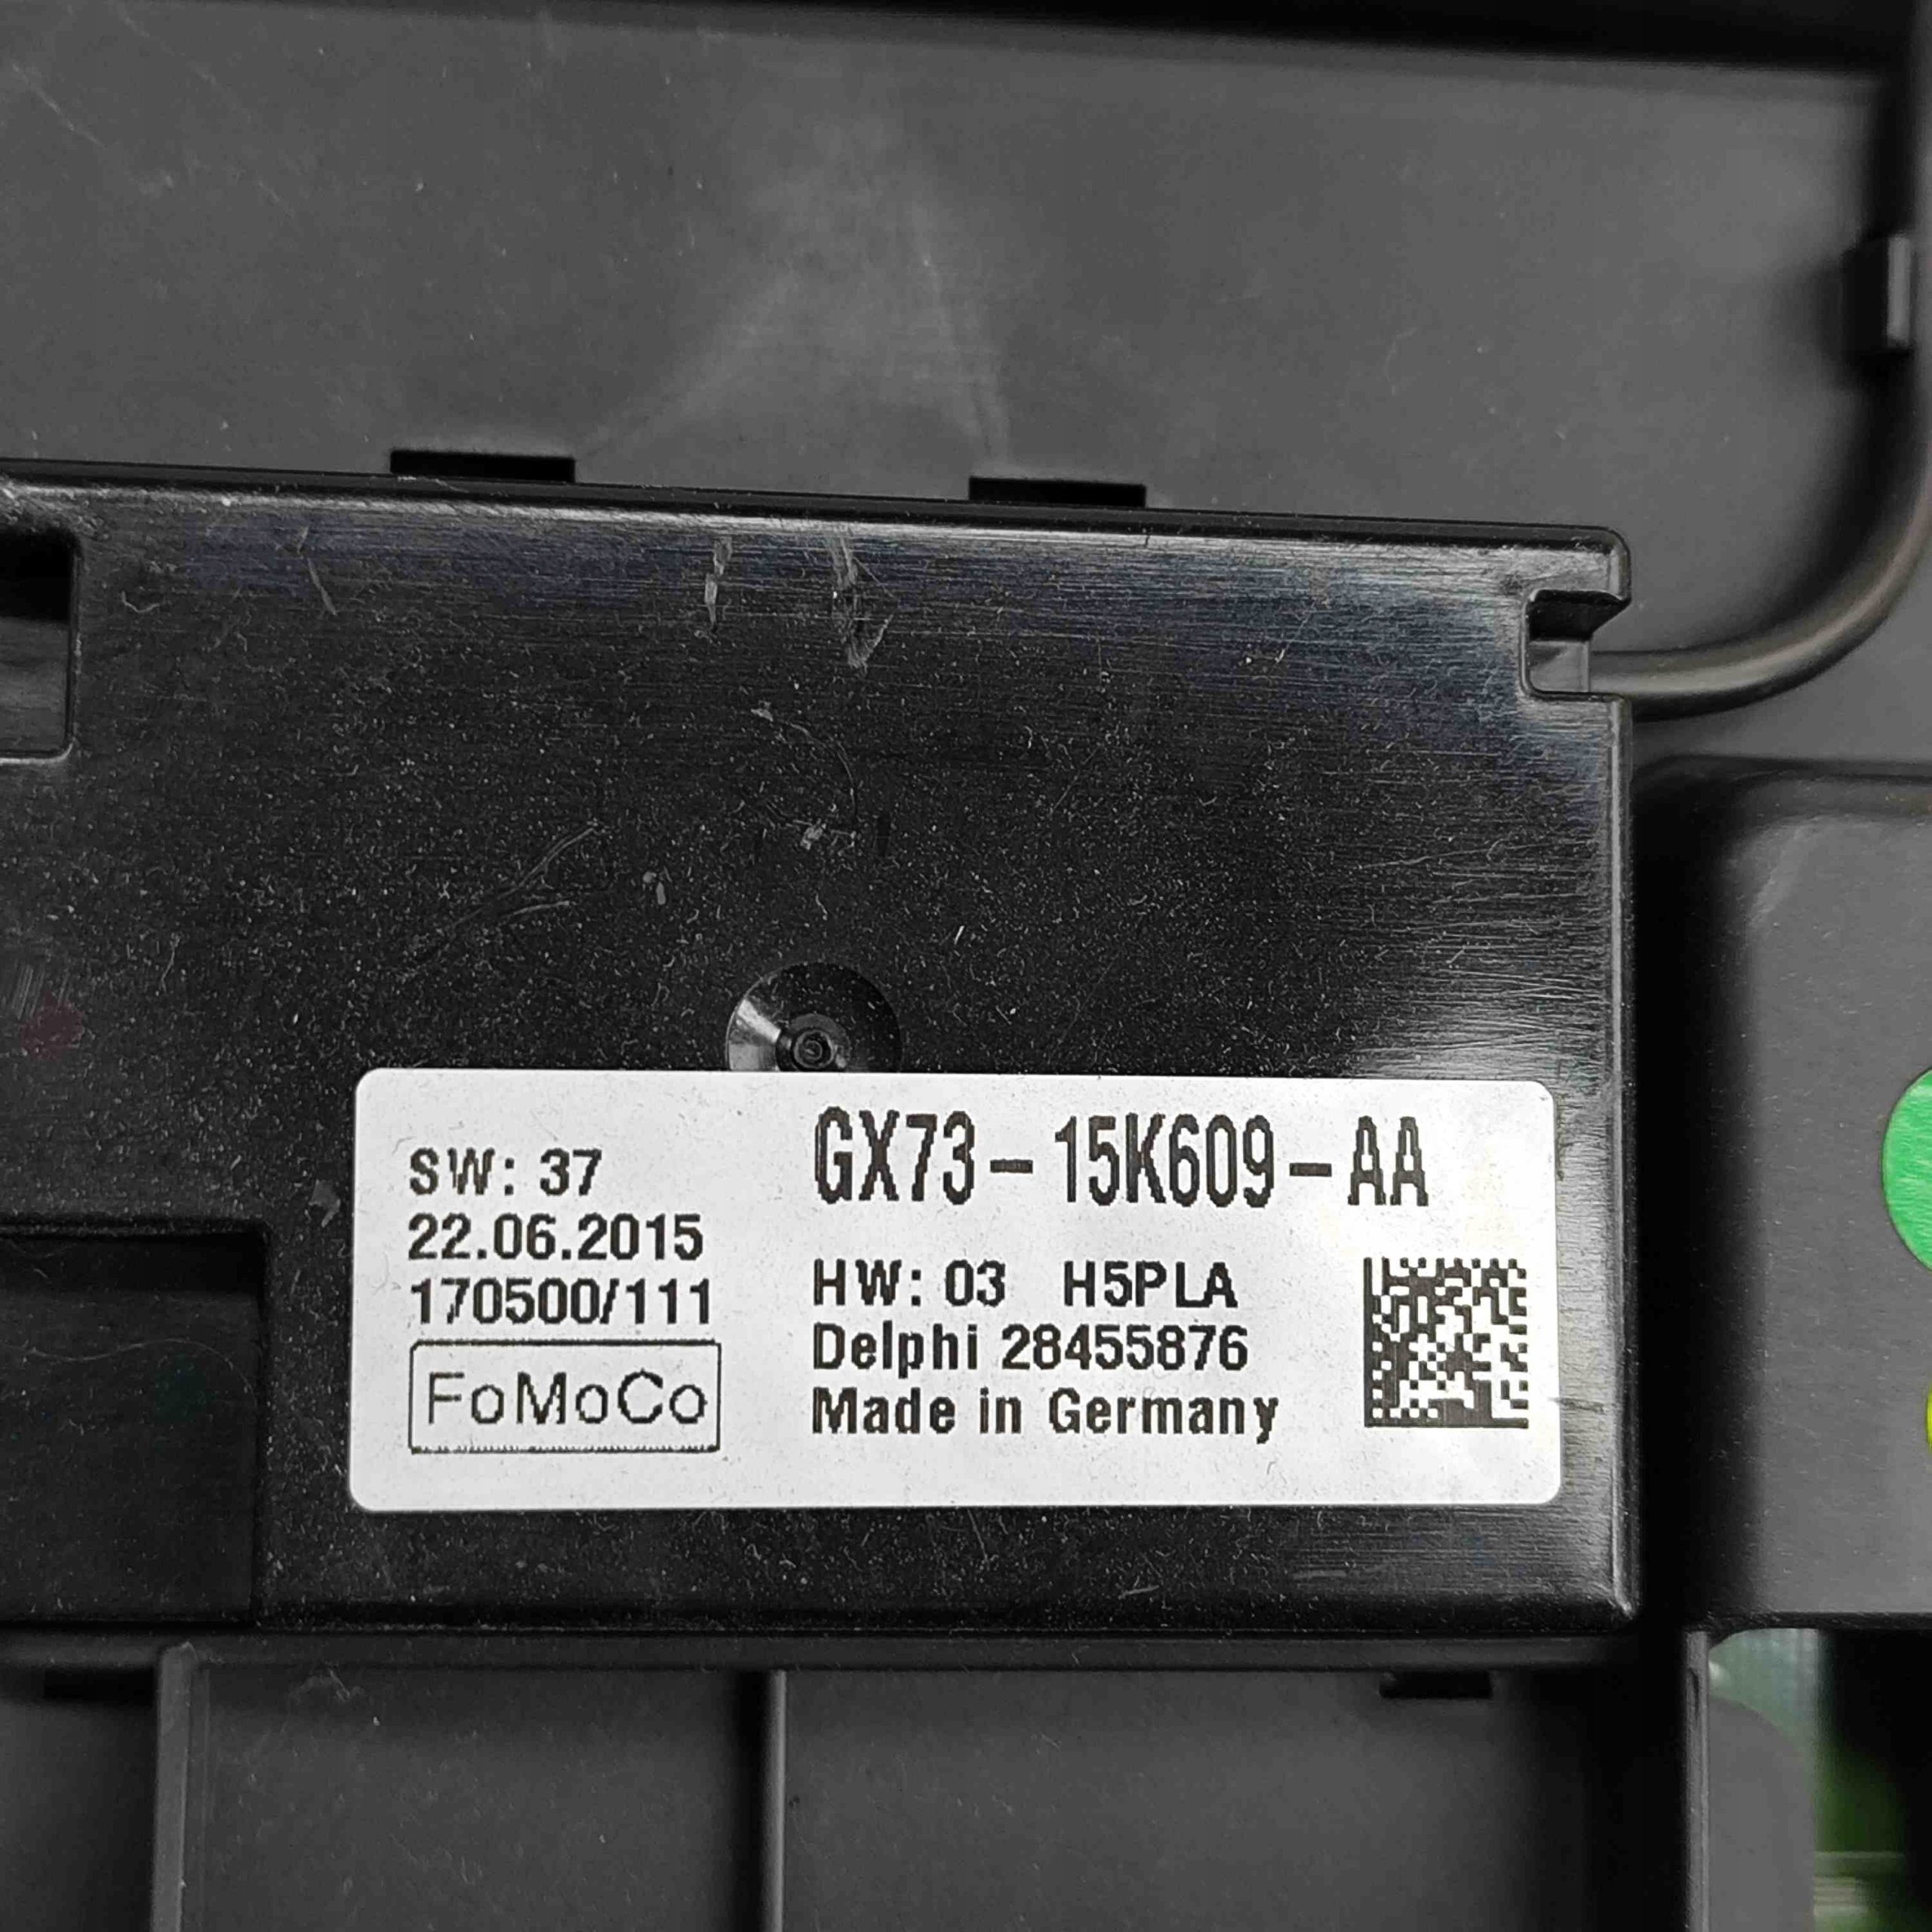 SW: 37
22.06.2015
170500/111
FoMoCo
GX73-15K609-AA
HW: 03 H5PLA
Delphi 28455876
Made in Germany